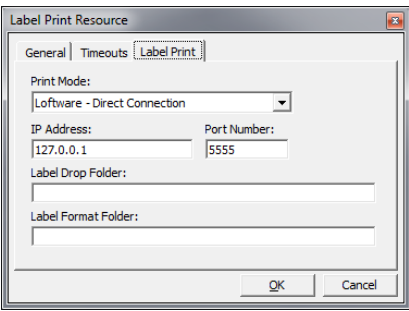 Label Print Resource
General Timeouts Label Print
Print Mode:
Loftware - Direct Connection
IP Address: Port Number:
127.0.0.1 5555
Label Drop Folder:
Label Format Folder:
OK Cancel